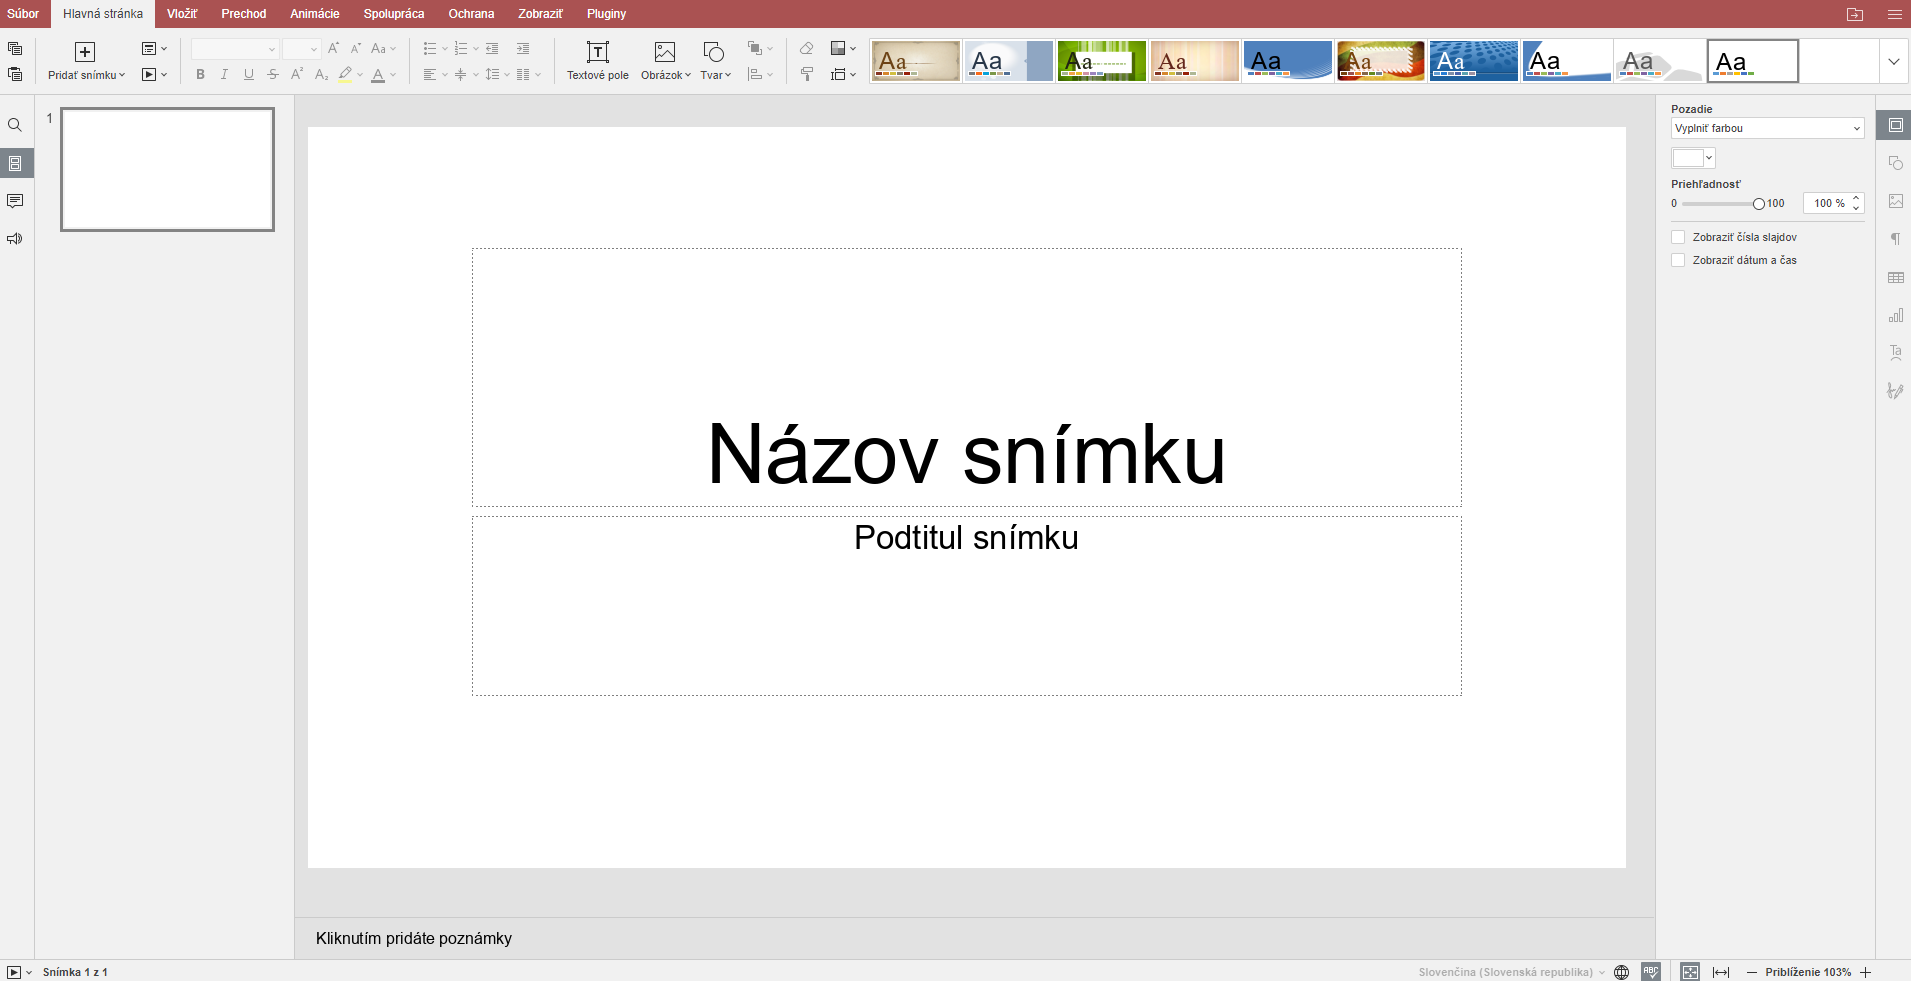 Súbor Hlavná stránka Vložiť Prechod Animácie Spolupráca Ochrana Zobraziť Pluginy
Pridať snímku
Textové pole Obrázok Tvar
Aa Aa Aa Aa Aa Aa Aa Aa Aa Aa
1
Názov snímku
Podtitul snímku
Kliknutím pridáte poznámky
Pozadie
Vyplniť farbou
Priehľadnosť
0 100 100 %
Zobraziť čísla slajdov
Zobraziť dátum a čas
Snímka 1 z 1
Slovenčina (Slovenská republika) ABC Priblíženie 103%